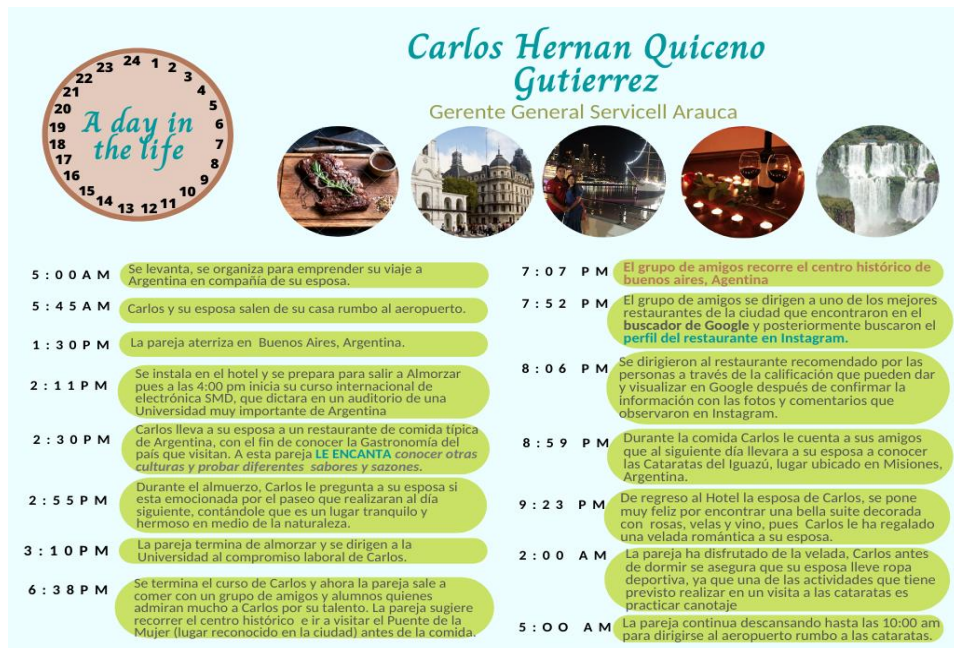 Carlos Hernan Quiceno
Gutierrez
Gerente General Servicell Arauca
24 1 2 3 4 5 6 7 8 9 10 11 12 13 14 15 16 17 18 19 20 21 22 23
A day in
the life
5:00AM
Se levanta, se organiza para emprender su viaje a
Argentina en compañía de su esposa.
5:45AM
Carlos y su esposa salen de su casa rumbo al aeropuerto.
1:30PM
La pareja aterriza en Buenos Aires, Argentina.
2:11PM
Se instala en el hotel y se prepara para salir a Almorzar
pues a las 4:00 pm inicia su curso internacional de
electrónica SMD, que dictara en un auditorio de una
Universidad muy importante de Argentina
2:30PM
Carlos lleva a su esposa a un restaurante de comida típica
de Argentina, con el fin de conocer la Gastronomía del
país que visitan. A esta pareja LE ENCANTA conocer otras
culturas y probar diferentes sabores y sazones.
2:55PM
Durante el almuerzo, Carlos le pregunta a su esposa si
esta emocionada por el paseo que realizaran al día
siguiente, contándole que es un lugar tranquilo y
hermoso en medio de la naturaleza.
3:10PM
La pareja termina de almorzar y se dirigen a la
Universidad al compromiso laboral de Carlos.
6:38PM
Se termina el curso de Carlos y ahora la pareja sale a
comer con un grupo de amigos y alumnos quienes
admiran mucho a Carlos por su talento. La pareja sugiere
recorrer el centro histórico e ir a visitar el Puente de la
Mujer (lugar reconocido en la ciudad) antes de la comida.
7:07 PM
El grupo de amigos recorre el centro histórico de
buenos aires, Agentina
7:52 PM
El grupo de amigos se dirigen a uno de los mejores
restaurantes de la ciudad que encontraron en el
buscador de Google y posteriormente buscaron el
perfil del restaurante en Instagram.
8:06 PM
Se dirigieron al restaurante recomendado por las
personas a través de la calificación que pueden dar
y visualizar en Google después de confirmar la
información con las fotos y comentarios que
observaron en Instagram.
8:59 PM
Durante la comida Carlos le cuenta a sus amigos
que al siguiente día llevara a su esposa a conocer
las Cataratas del Iguazú, lugar ubicado en Misiones,
Argentina.
9:23 PM
De regreso al Hotel la esposa de Carlos, se pone
muy feliz por encontrar una bella suite decorada
con rosas, velas y vino, pues Carlos le ha regalado
una velada romántica a su esposa.
2:00 AM
La pareja ha disfrutado de la velada, Carlos antes
de dormir se asegura que su esposa lleve ropa
deportiva, ya que una de las actividades que tiene
previsto realizar en un visita a las cataratas es
practicar canotaje
5:OO AM
La pareja continua descansando hasta las 10:00 am
para dirigirse al aeropuerto rumbo a las cataratas.